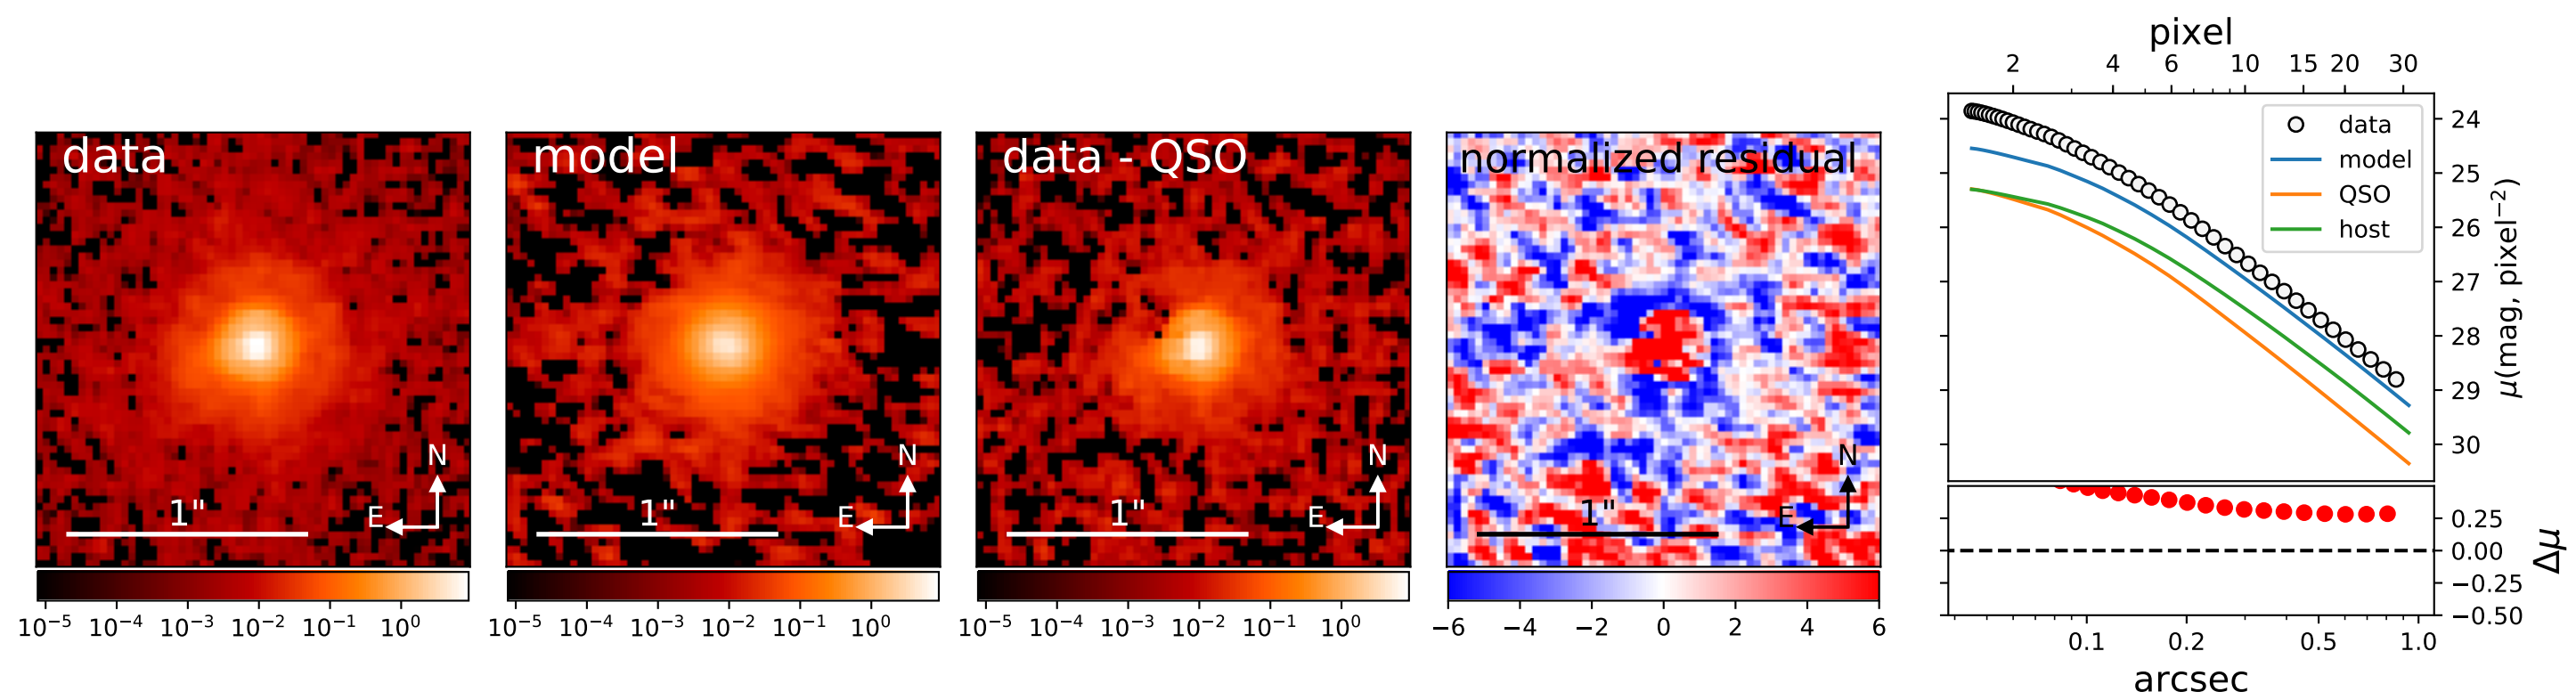 data
1"
N
E
10⁻⁵ 10⁻⁴ 10⁻³ 10⁻² 10⁻¹ 10⁰
model
1"
N
E
10⁻⁵ 10⁻⁴ 10⁻³ 10⁻² 10⁻¹ 10⁰
data - QSO
1"
N
E
10⁻⁵ 10⁻⁴ 10⁻³ 10⁻² 10⁻¹ 10⁰
normalized residual
1"
N
E
−6 −4 −2 0 2 4 6
pixel
2 4 6 10 15 20 30
data
model
QSO
host
24
25
26
27
28
29
30
μ(mag, pixel⁻²)
0.25
0.00
−0.25
−0.50
Δμ
0.1 0.2 0.5 1.0
arcsec